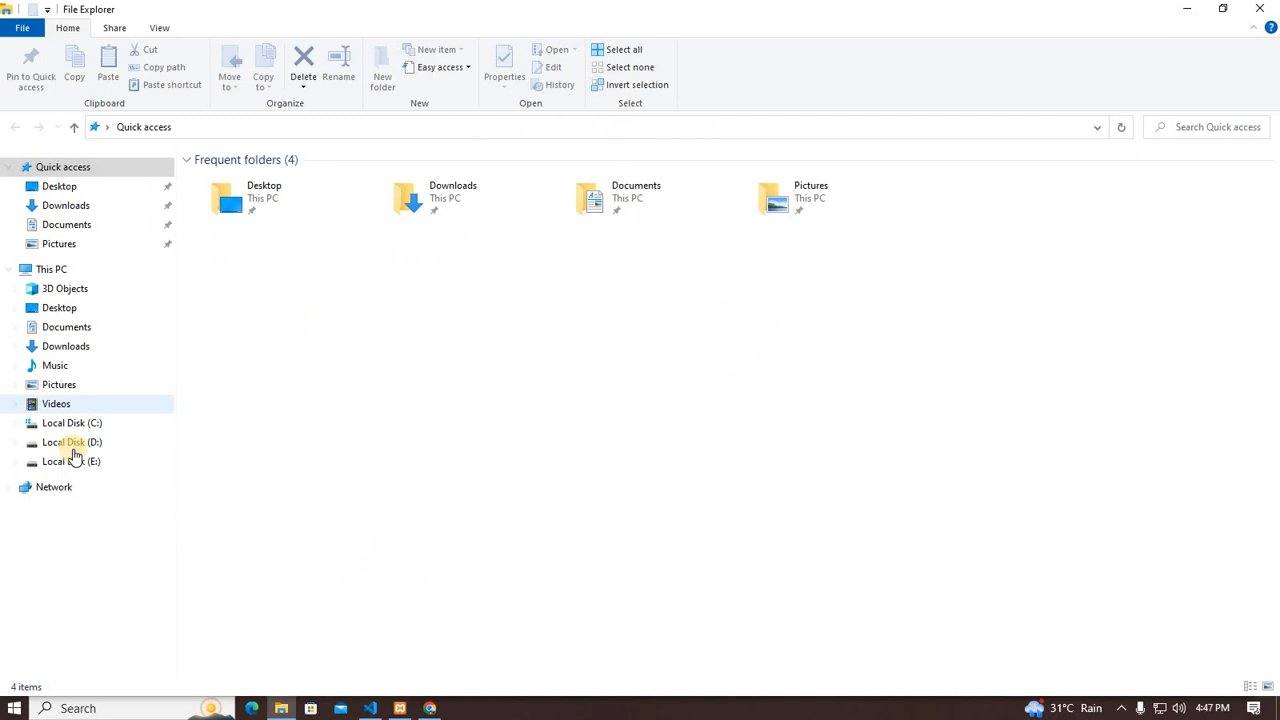 File Explorer
File Home Share View
Pin to Quick access
Copy
Paste
Cut
Copy path
Paste shortcut
Clipboard
Move to
Copy to
Delete
Rename
Organize
New folder
New item
Easy access
New
Properties
Open
Edit
History
Open
Select all
Select none
Invert selection
Select
Quick access
Search Quick access
Quick access
Desktop
Downloads
Documents
Pictures
This PC
3D Objects
Desktop
Documents
Downloads
Music
Pictures
Videos
Local Disk (C:)
Local Disk (D:)
Local Disk (E:)
Network
Frequent folders (4)
Desktop
This PC
Downloads
This PC
Documents
This PC
Pictures
This PC
4 items
Search
31°C Rain
4:47 PM